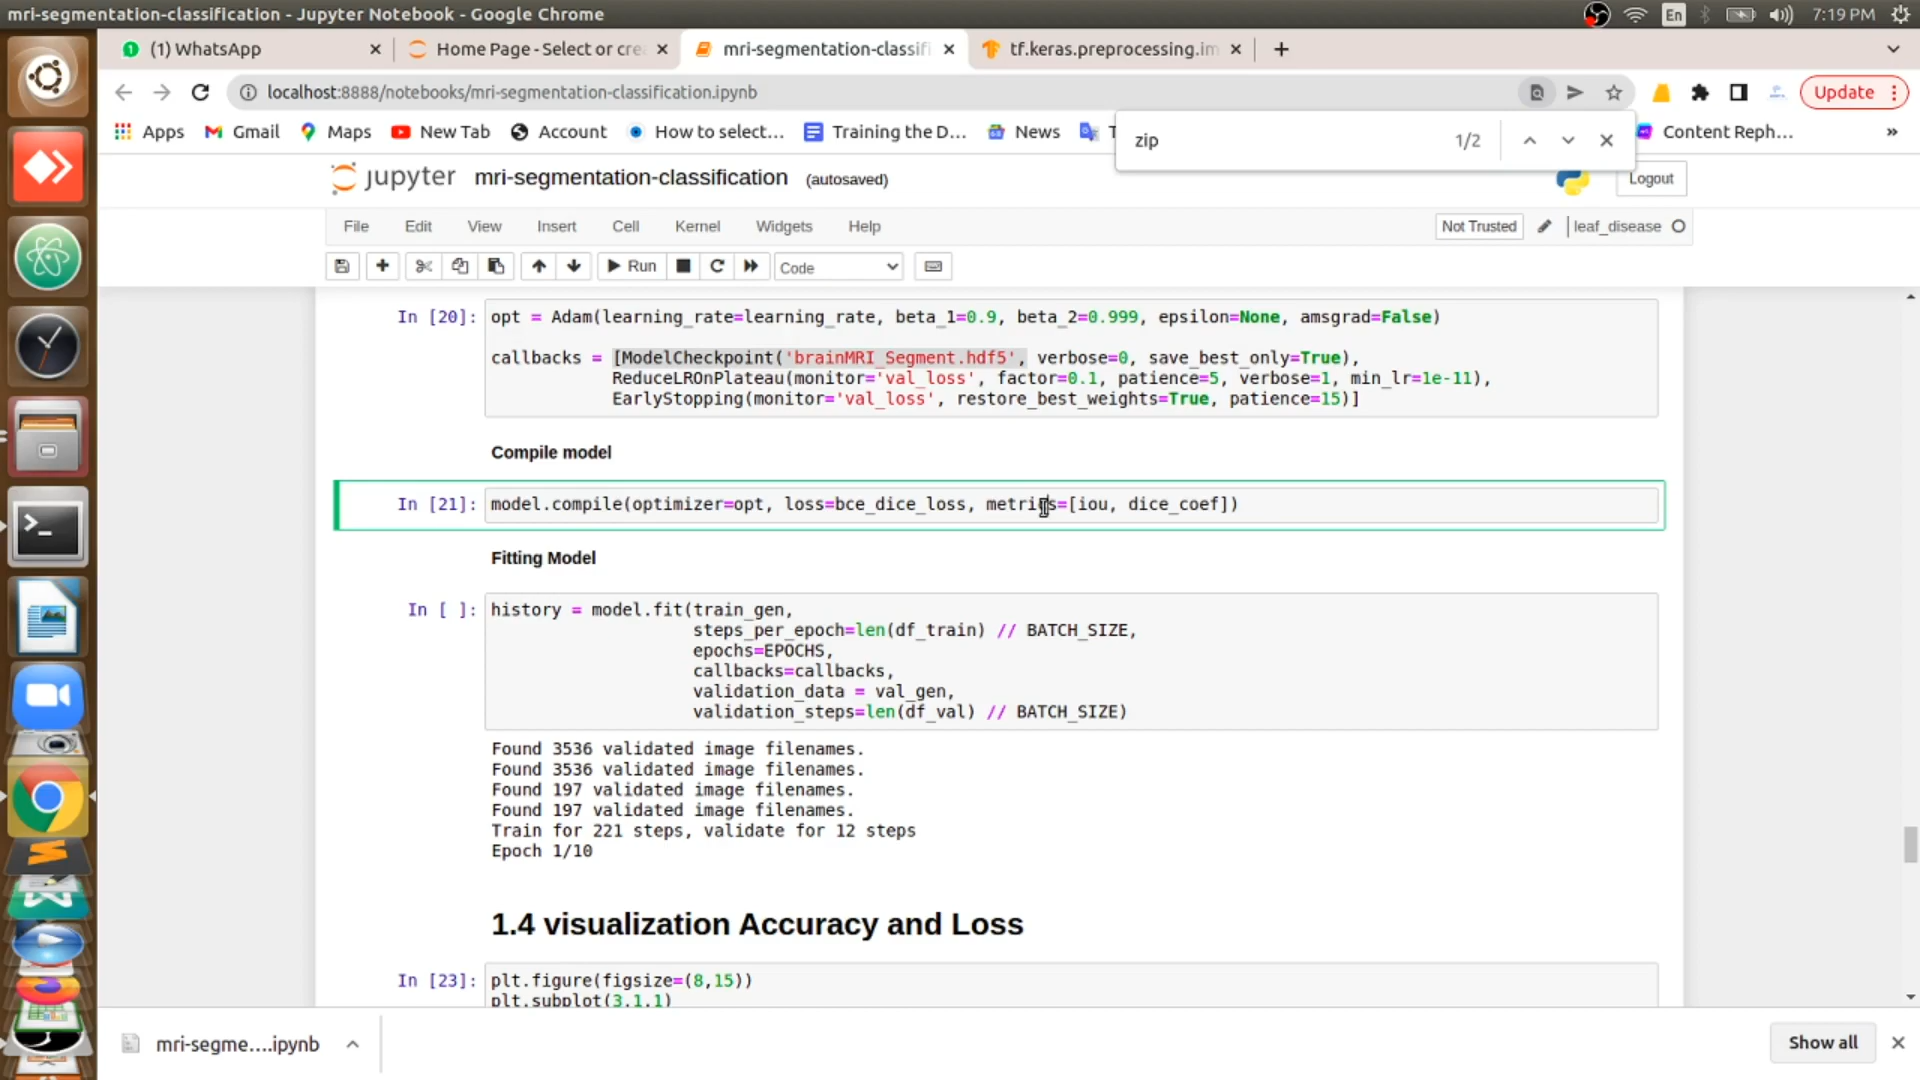 mri-segmentation-classification - Jupyter Notebook - Google Chrome
En
7:19 PM
(1) WhatsApp
Home Page - Select or cre
mri-segmentation-classifi
tf.keras.preprocessing.im
localhost:8888/notebooks/mri-segmentation-classification.ipynb
Update
Apps
Gmail
Maps
New Tab
Account
How to select...
Training the D...
News
T
Content Reph...
»
zip
1/2
jupyter mri-segmentation-classification (autosaved)
Logout
File
Edit
View
Insert
Cell
Kernel
Widgets
Help
Not Trusted
leaf_disease
Run
Code
In [20]: opt = Adam(learning_rate=learning_rate, beta_1=0.9, beta_2=0.999, epsilon=None, amsgrad=False)
callbacks = [ModelCheckpoint('brainMRI_Segment.hdf5', verbose=0, save_best_only=True),
ReduceLROnPlateau(monitor='val_loss', factor=0.1, patience=5, verbose=1, min_lr=1e-11),
EarlyStopping(monitor='val_loss', restore_best_weights=True, patience=15)]
Compile model
In [21]: model.compile(optimizer=opt, loss=bce_dice_loss, metrics=[iou, dice_coef])
Fitting Model
In [ ]: history = model.fit(train_gen,
steps_per_epoch=len(df_train) // BATCH_SIZE,
epochs=EPOCHS,
callbacks=callbacks,
validation_data = val_gen,
validation_steps=len(df_val) // BATCH_SIZE)
Found 3536 validated image filenames.
Found 3536 validated image filenames.
Found 197 validated image filenames.
Found 197 validated image filenames.
Train for 221 steps, validate for 12 steps
Epoch 1/10
1.4 visualization Accuracy and Loss
In [23]: plt.figure(figsize=(8,15))
plt.subplot(3,1,1)
mri-segme....ipynb
Show all